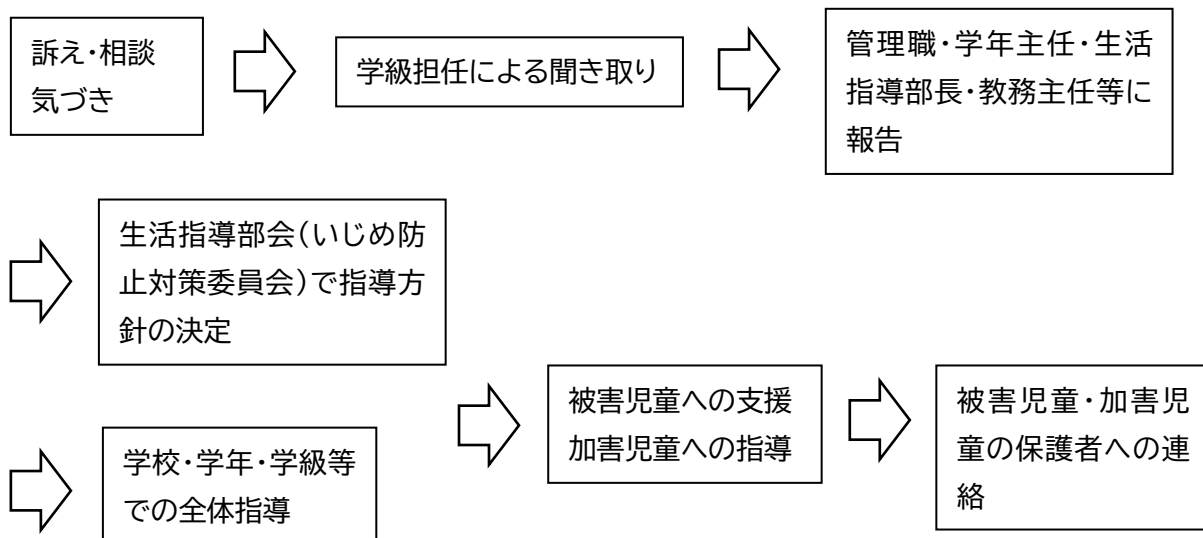 訴え・相談
気づき
学級担任による聞き取り
管理職・学年主任・生活
指導部長・教務主任等に
報告
生活指導部会(いじめ防
止対策委員会)で指導方
針の決定
被害児童への支援
加害児童への指導
被害児童・加害児
童の保護者への連
絡
学校・学年・学級等
での全体指導